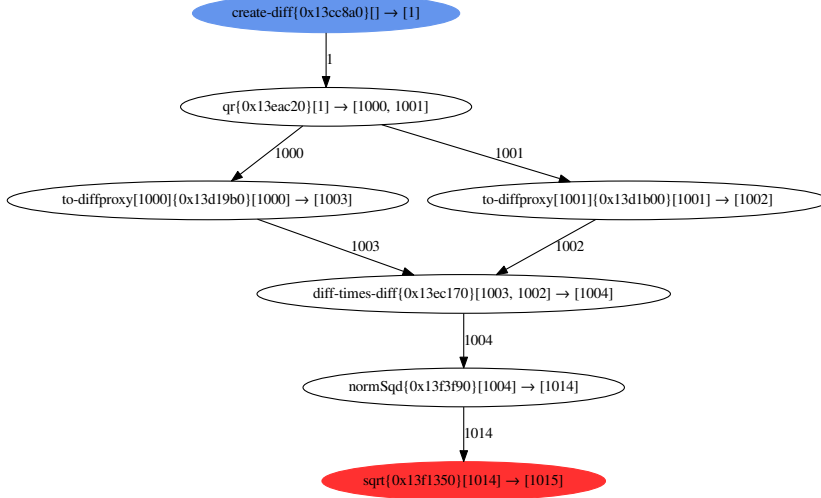 create-diff{0x13cc8a0}[] → [1]
1
qr{0x13eac20}[1] → [1000, 1001]
1000
1001
to-diffproxy[1000]{0x13d19b0}[1000] → [1003]
to-diffproxy[1001]{0x13d1b00}[1001] → [1002]
1003
1002
diff-times-diff{0x13ec170}[1003, 1002] → [1004]
1004
normSqd{0x13f3f90}[1004] → [1014]
1014
sqrt{0x13f1350}[1014] → [1015]